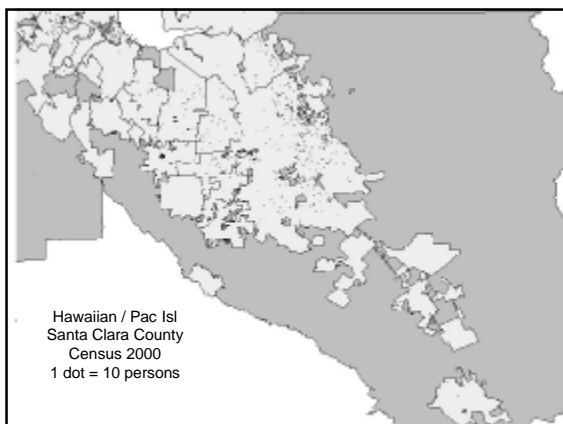 Hawaiian / Pac Isl
Santa Clara County
Census 2000
1 dot = 10 persons